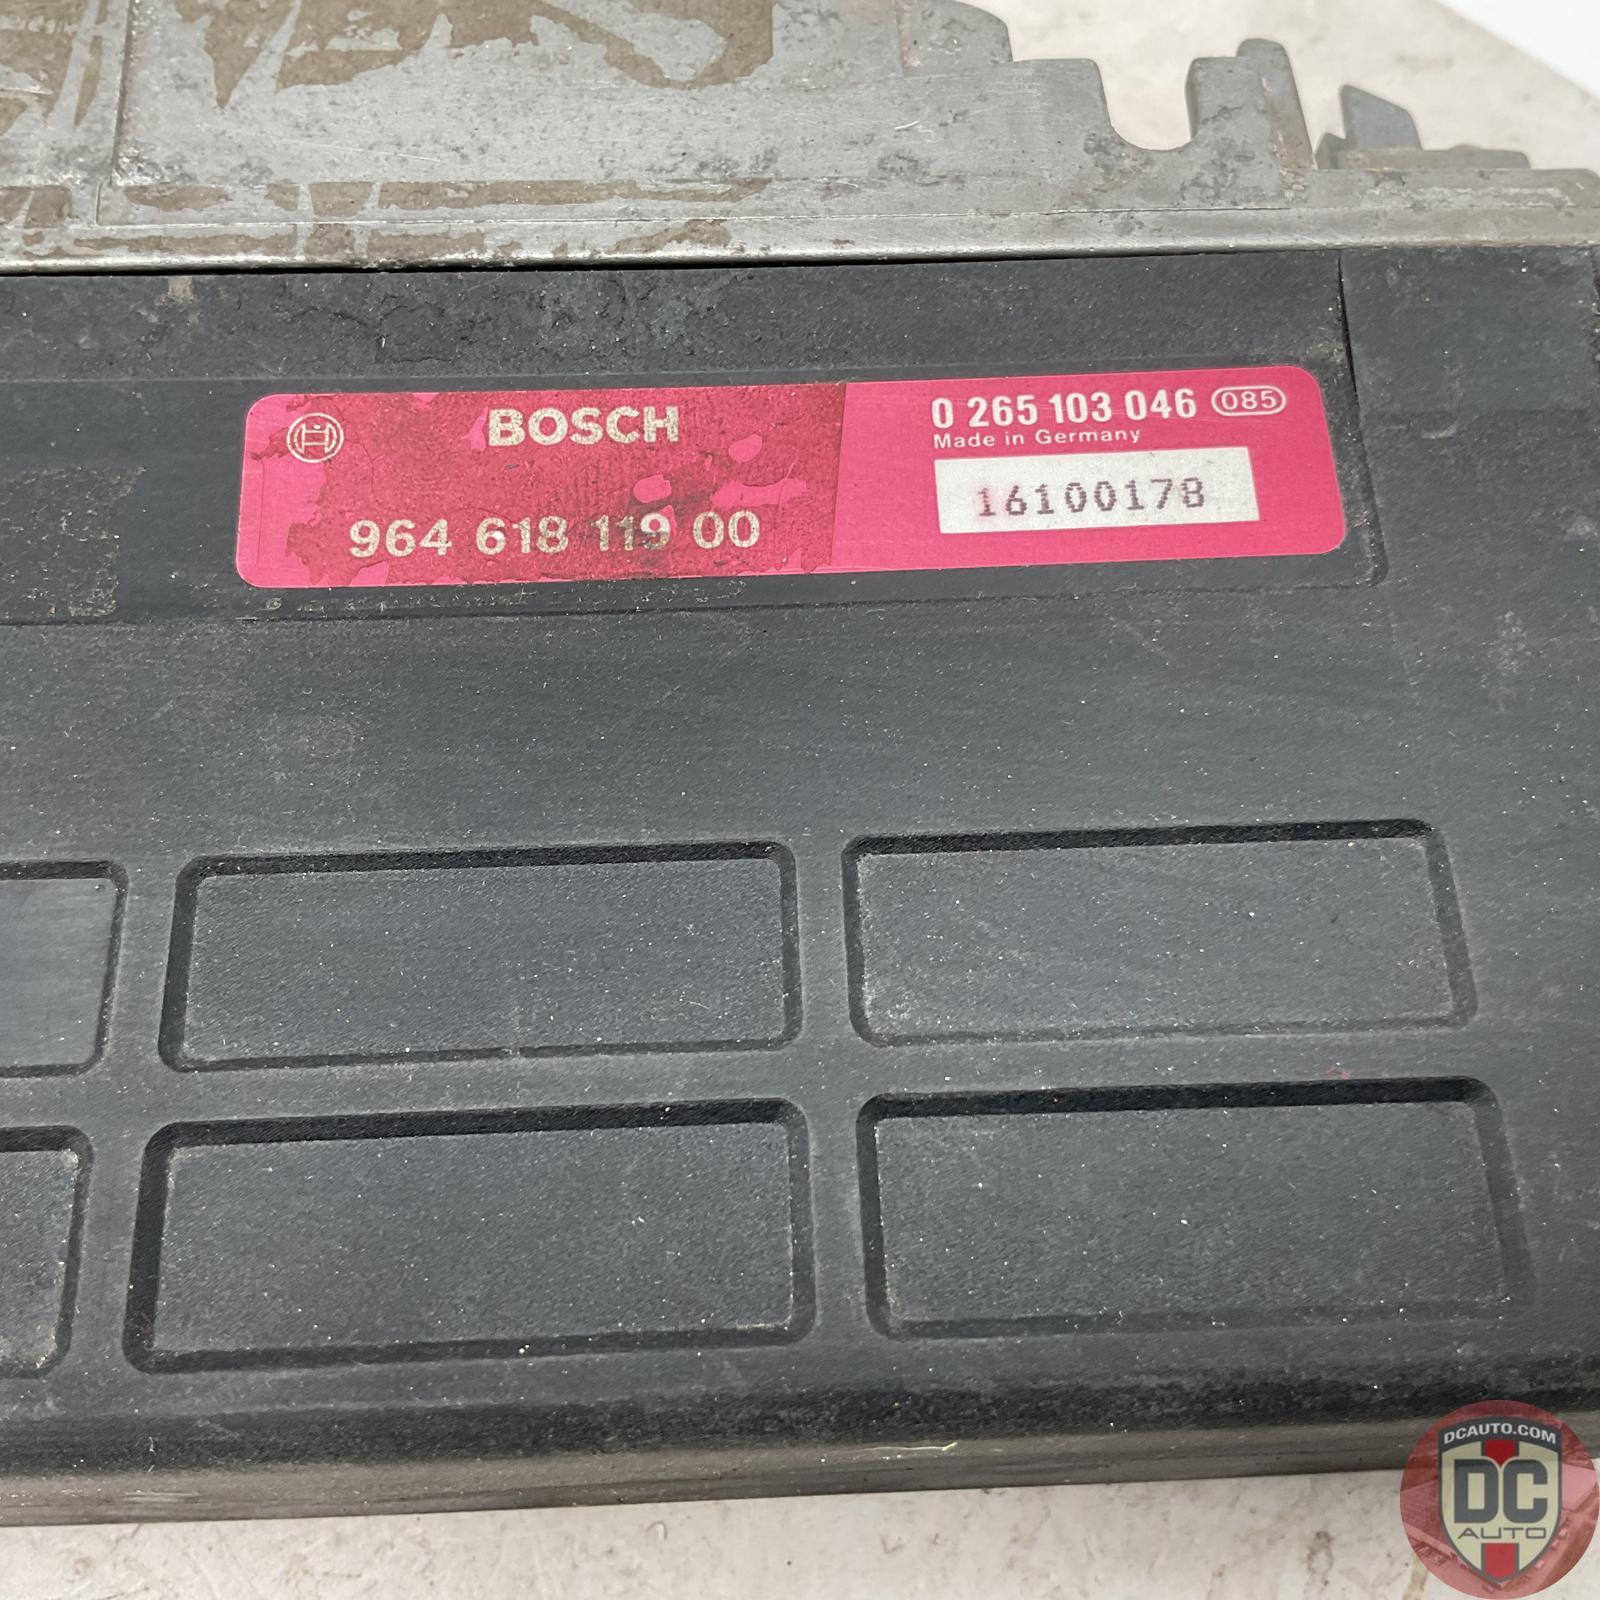 BOSCH
964 618 119 00
0 265 103 046 085
Made in Germany
16100178
DCAUTO.COM
DC
AUTO